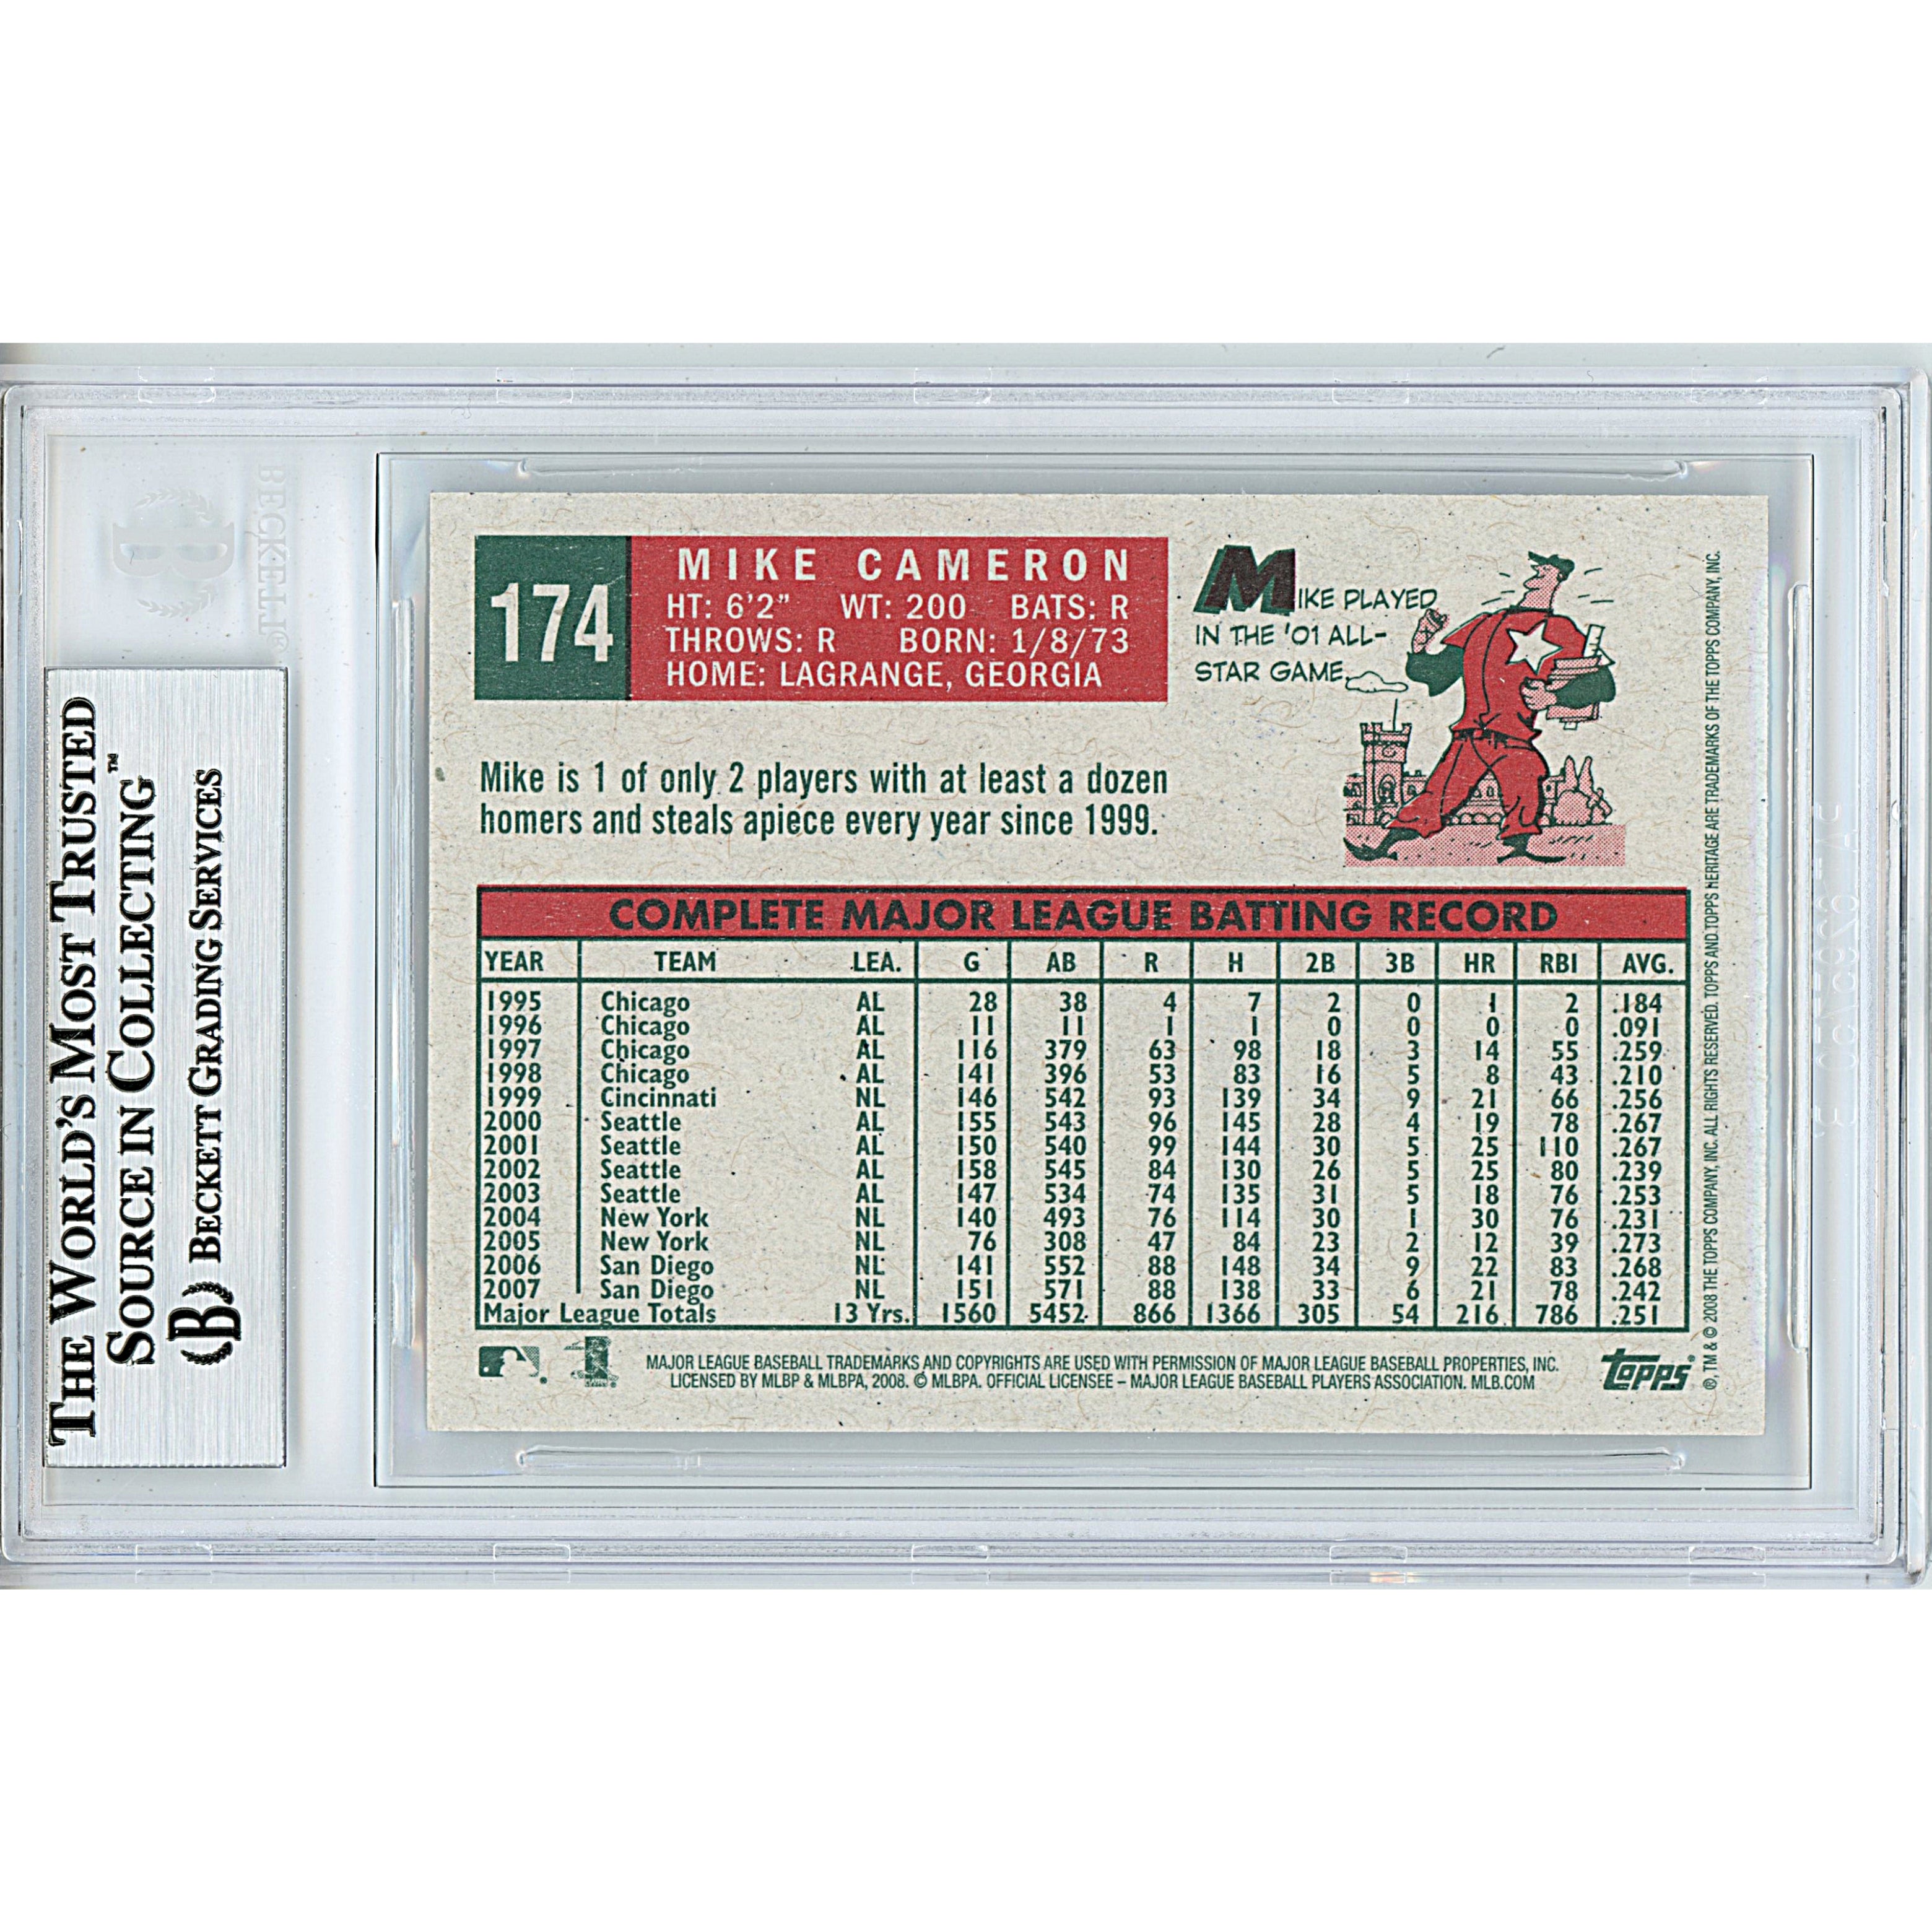 THE WORLD'S MOST TRUSTED
SOURCE IN COLLECTING™
B BECKETT GRADING SERVICES
BECKETT®
174
MIKE CAMERON
HT: 6'2" WT: 200 BATS: R
THROWS: R BORN: 1/8/73
HOME: LAGRANGE, GEORGIA
MIKE PLAYED
IN THE '01 ALL-
STAR GAME.
Mike is 1 of only 2 players with at least a dozen
homers and steals apiece every year since 1999.
COMPLETE MAJOR LEAGUE BATTING RECORD
YEAR TEAM LEA. G AB R H 2B 3B HR RBI AVG.
1995 Chicago AL 28 38 4 7 2 0 1 2 .184
1996 Chicago AL 11 11 1 1 0 0 0 0 .091
1997 Chicago AL 116 379 63 98 18 3 14 55 .259
1998 Chicago AL 141 396 53 83 16 5 8 43 .210
1999 Cincinnati NL 146 542 93 139 34 9 21 66 .256
2000 Seattle AL 155 543 96 145 28 4 19 78 .267
2001 Seattle AL 150 540 99 144 30 5 25 110 .267
2002 Seattle AL 158 545 84 130 26 5 25 80 .239
2003 Seattle AL 147 534 74 135 31 5 18 76 .253
2004 New York NL 140 493 76 114 30 1 30 76 .231
2005 New York NL 76 308 47 84 23 2 12 39 .273
2006 San Diego NL 141 552 88 148 34 9 22 83 .268
2007 San Diego NL 151 571 88 138 33 6 21 78 .242
Major League Totals 13 Yrs. 1560 5452 866 1366 305 54 216 786 .251
MAJOR LEAGUE BASEBALL TRADEMARKS AND COPYRIGHTS ARE USED WITH PERMISSION OF MAJOR LEAGUE BASEBALL PROPERTIES, INC.
LICENSED BY MLBP & MLBPA, 2008. © MLBPA. OFFICIAL LICENSEE – MAJOR LEAGUE BASEBALL PLAYERS ASSOCIATION. MLB.COM
topps®
®, TM & © 2008 THE TOPPS COMPANY, INC. ALL RIGHTS RESERVED. TOPPS AND TOPPS HERITAGE ARE TRADEMARKS OF THE TOPPS COMPANY, INC.